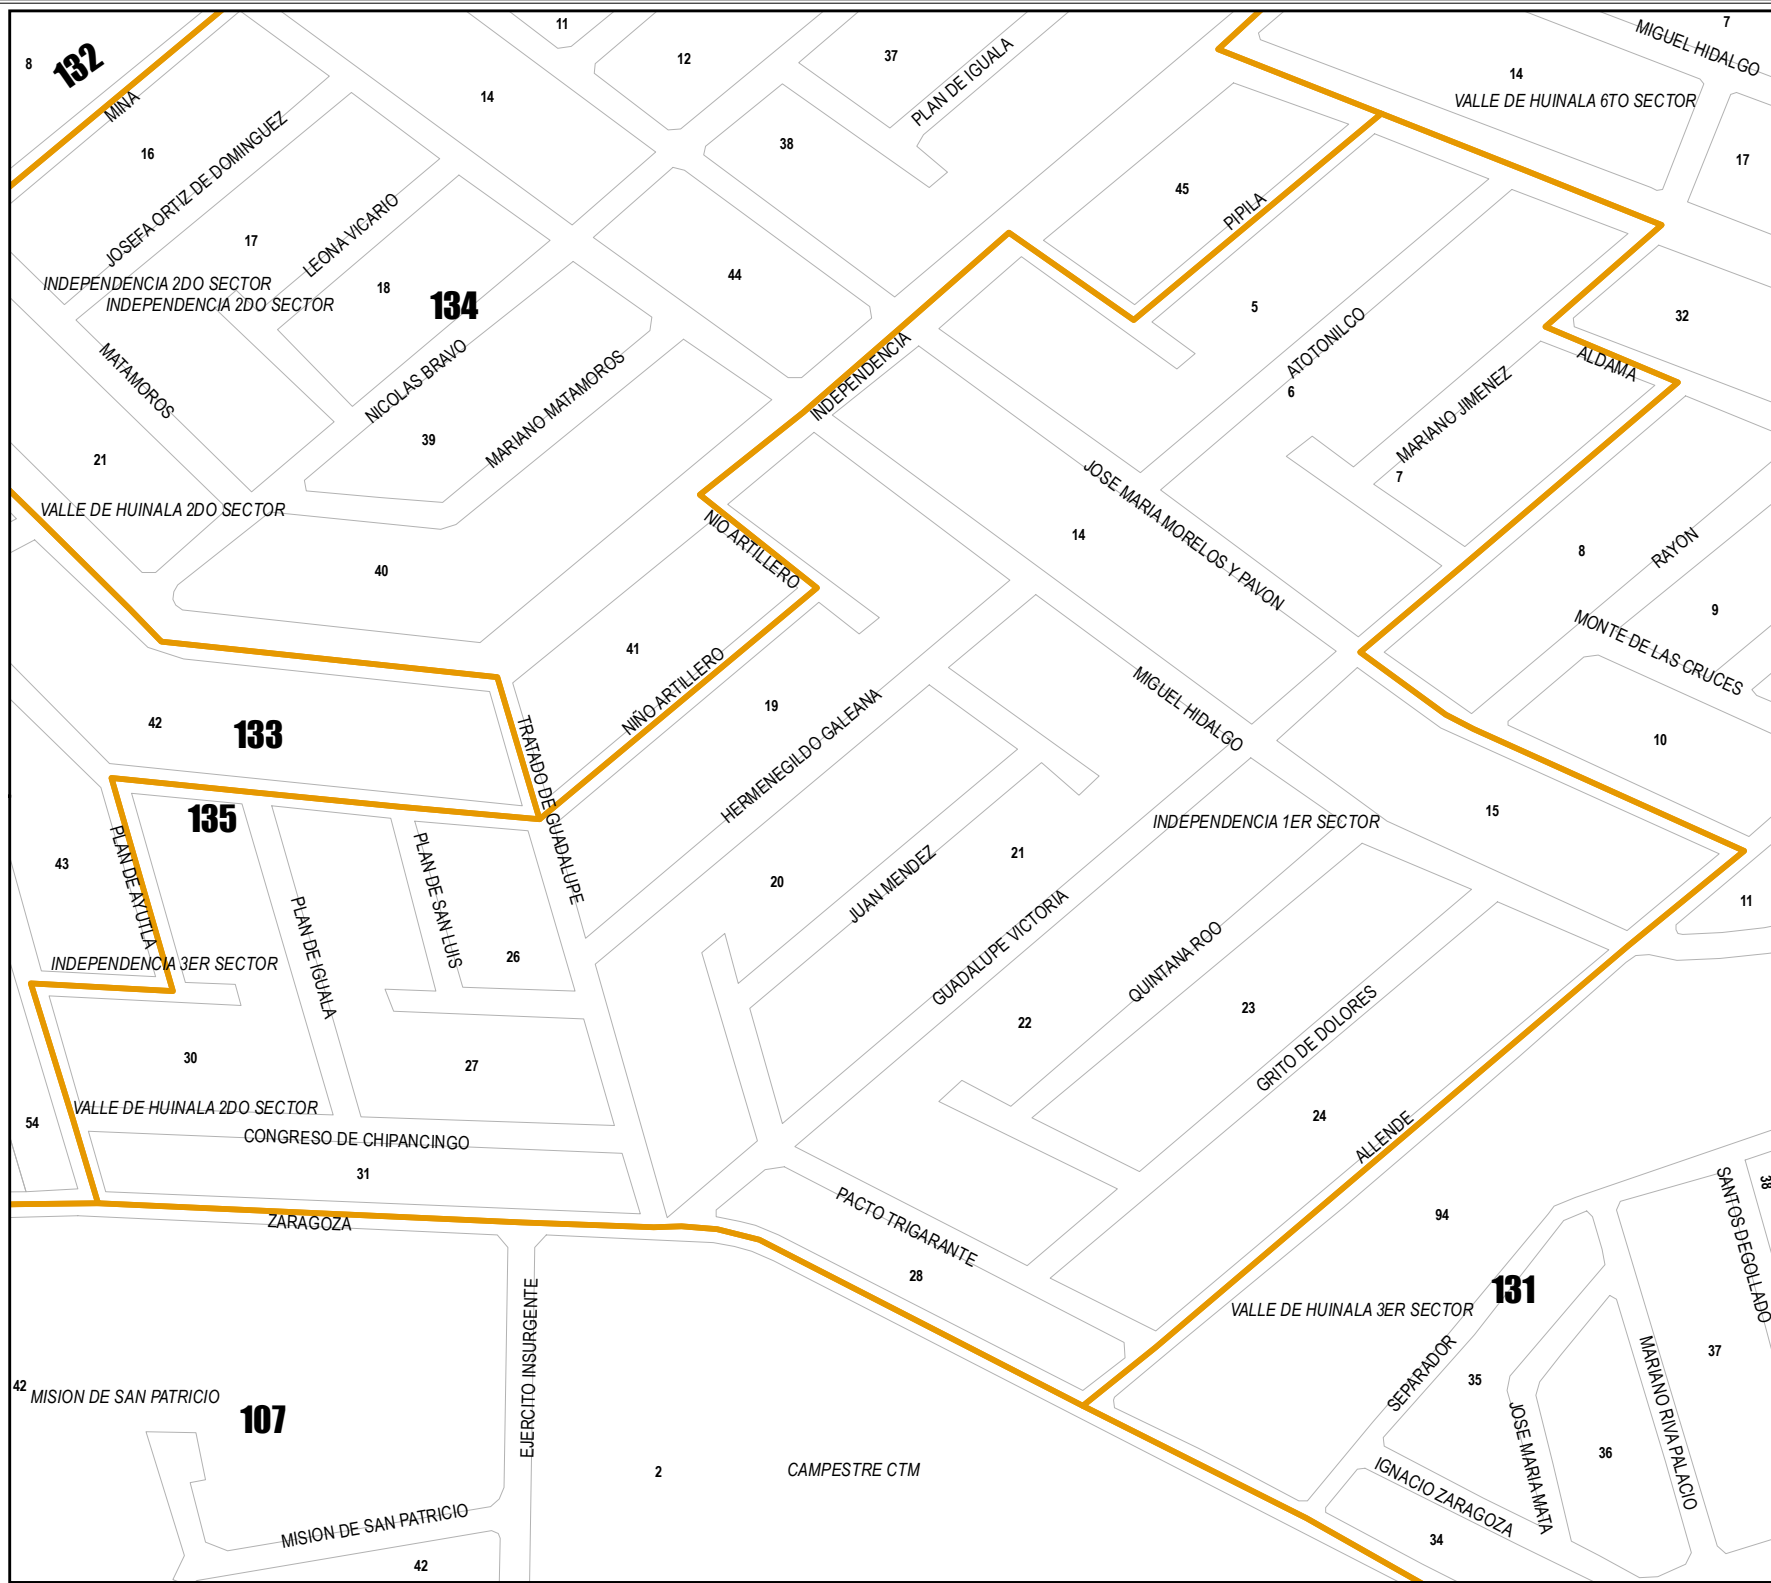 11
7
MIGUEL HIDALGO
8
132
12
37
PLAN DE IGUALA
14
VALLE DE HUINALA 6TO SECTOR
MINA
14
16
JOSEFA ORTIZ DE DOMINGUEZ
38
17
45
PIPILA
17
LEONA VICARIO
INDEPENDENCIA 2DO SECTOR
INDEPENDENCIA 2DO SECTOR
18
134
44
5
32
MATAMOROS
NICOLAS BRAVO
MARIANO MATAMOROS
INDEPENDENCIA
ATOTONILCO
6
ALDAMA
MARIANO JIMENEZ
7
39
21
VALLE DE HUINALA 2DO SECTOR
NIO ARTILLERO
14
JOSE MARIA MORELOS Y PAVON
8
RAYON
40
9
MONTE DE LAS CRUCES
41
NIÑO ARTILLERO
19
HERMENEGILDO GALEANA
MIGUEL HIDALGO
42
133
TRATADO DE GUADALUPE
10
135
15
INDEPENDENCIA 1ER SECTOR
43
PLAN DE AYUTLA
PLAN DE SAN LUIS
PLAN DE IGUALA
20
JUAN MENDEZ
21
11
GUADALUPE VICTORIA
QUINTANA ROO
INDEPENDENCIA 3ER SECTOR
26
22
23
GRITO DE DOLORES
30
27
54
VALLE DE HUINALA 2DO SECTOR
CONGRESO DE CHIPANCINGO
31
24
ALLENDE
ZARAGOZA
PACTO TRIGARANTE
28
94
SANTOS DEGOLLADO
38
VALLE DE HUINALA 3ER SECTOR
131
EJERCITO INSURGENTE
SEPARADOR
35
37
MARIANO RIVA PALACIO
42
MISION DE SAN PATRICIO
107
JOSE MARIA MATA
36
2
CAMPESTRE CTM
IGNACIO ZARAGOZA
MISION DE SAN PATRICIO
34
42